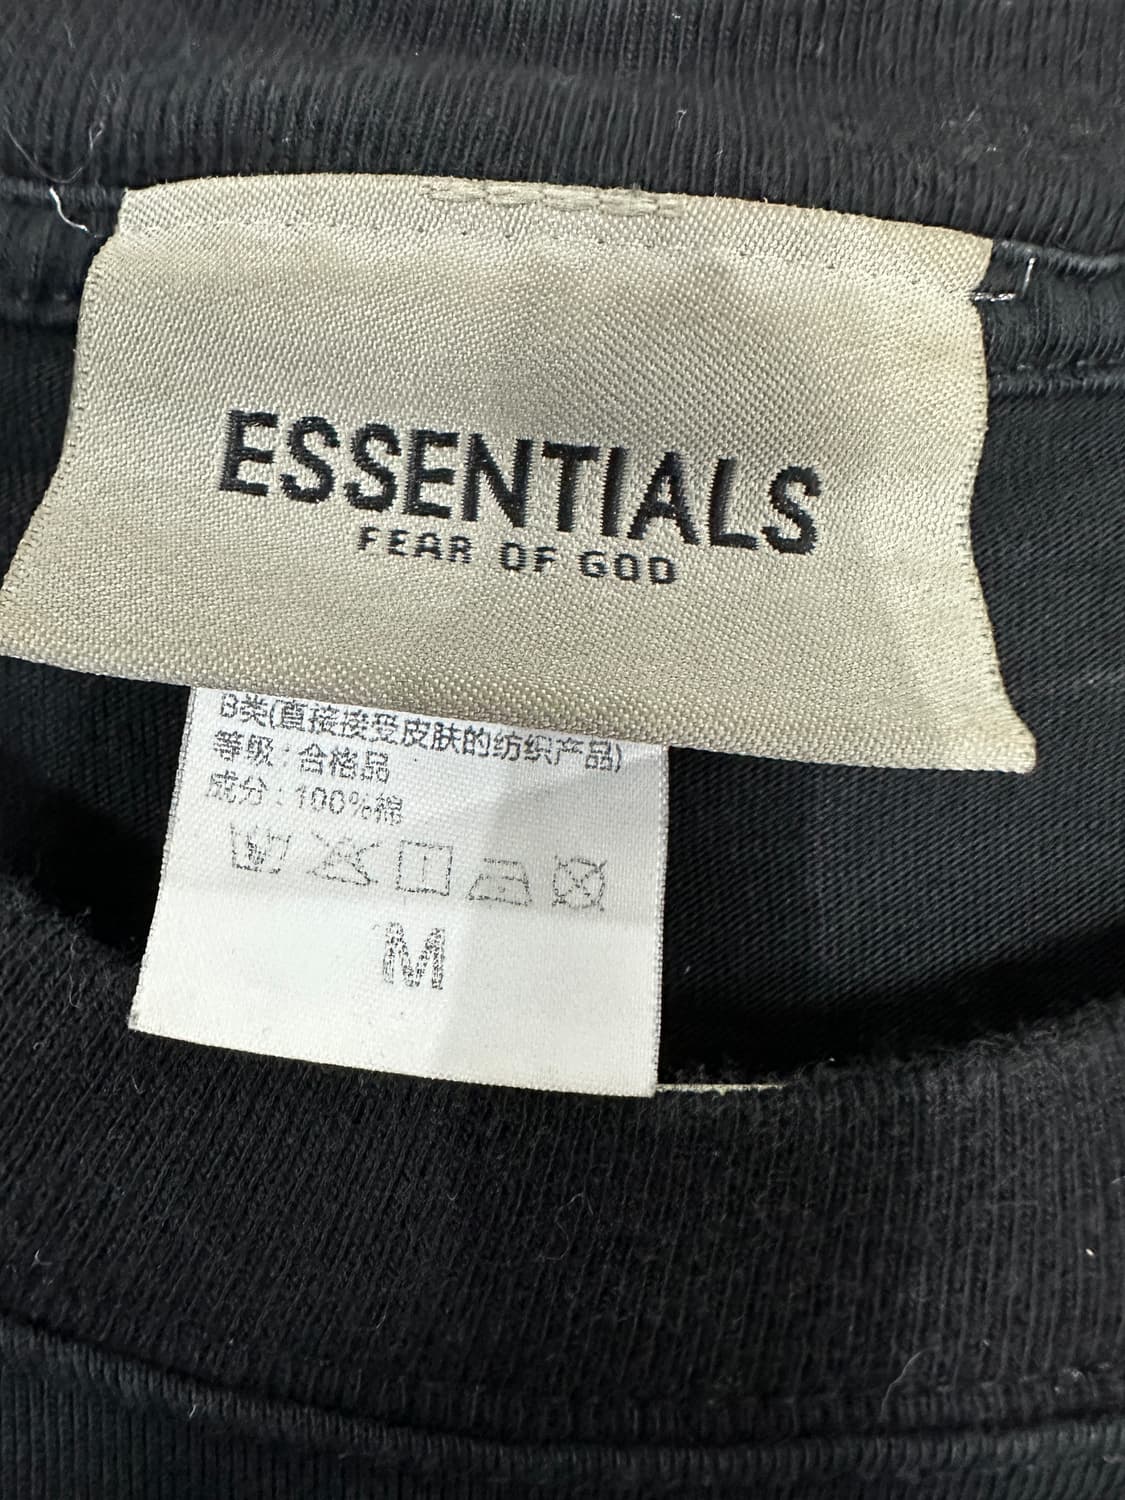 ESSENTIALS
FEAR OF GOD
B类(直接接受皮肤的纺织产品)
等级:合格品
成分:100%棉
M